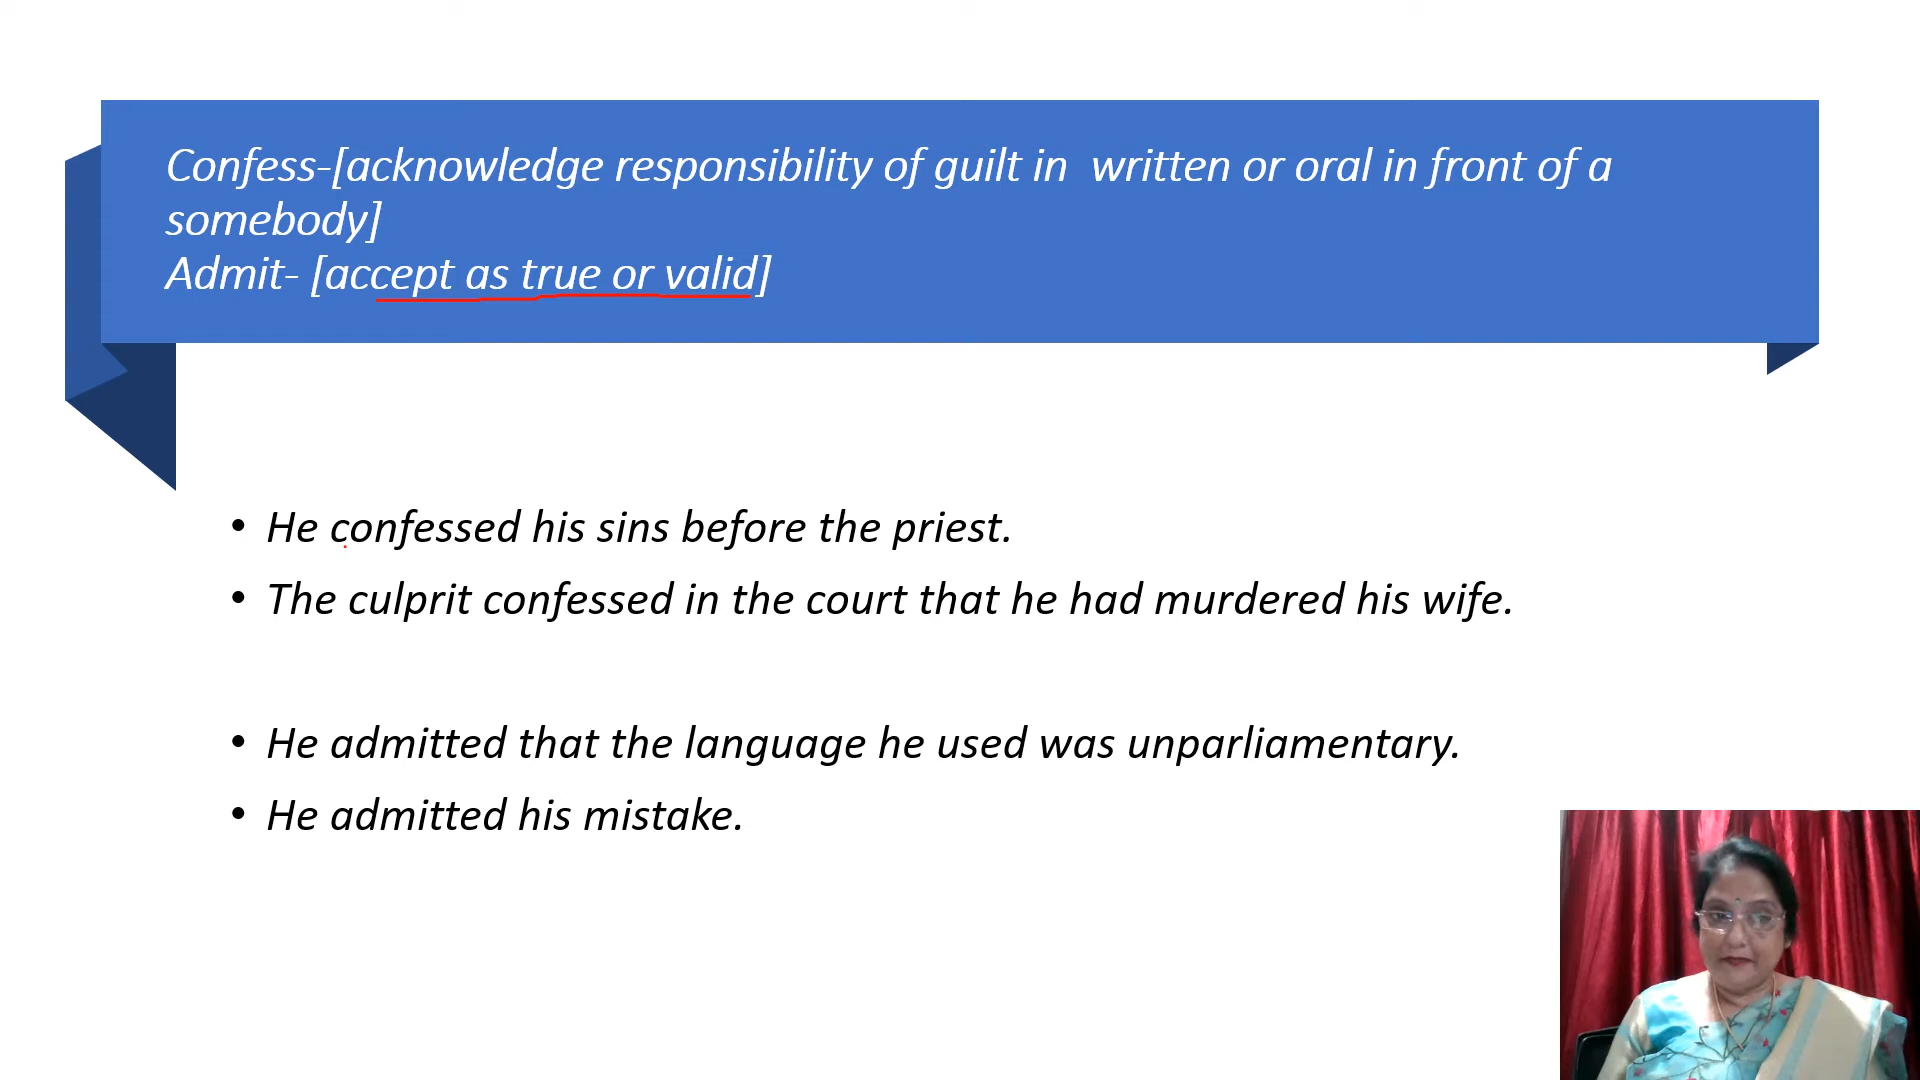 Confess-[acknowledge responsibility of guilt in  written or oral in front of a
somebody]
Admit- [accept as true or valid]
• He confessed his sins before the priest.
• The culprit confessed in the court that he had murdered his wife.
• He admitted that the language he used was unparliamentary.
• He admitted his mistake.